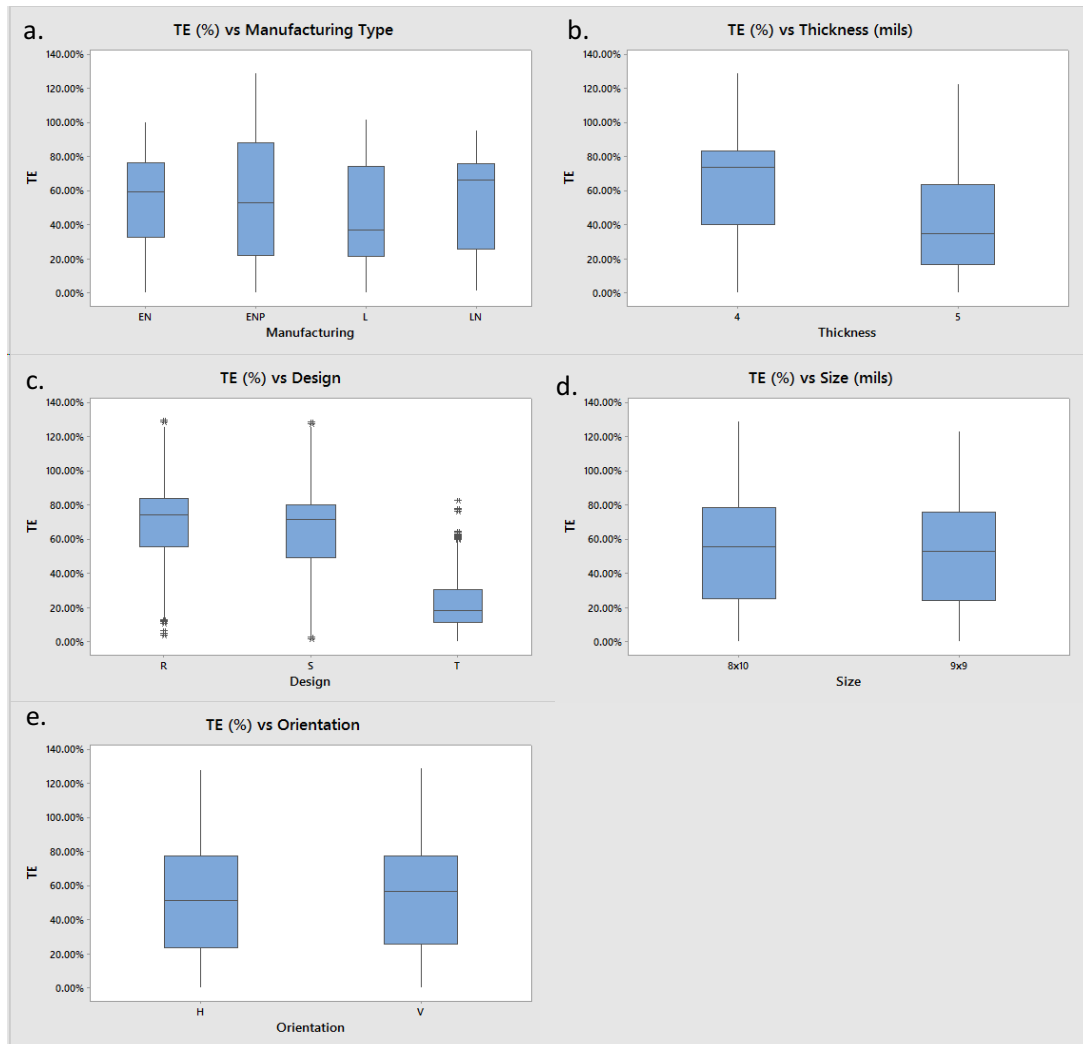 a.
TE (%) vs Manufacturing Type
140.00%
120.00%
100.00%
80.00%
60.00%
40.00%
20.00%
0.00%
TE
EN ENP L LN
Manufacturing
b.
TE (%) vs Thickness (mils)
140.00%
120.00%
100.00%
80.00%
60.00%
40.00%
20.00%
0.00%
TE
4 5
Thickness
c.
TE (%) vs Design
140.00%
120.00%
100.00%
80.00%
60.00%
40.00%
20.00%
0.00%
TE
R S T
Design
d.
TE (%) vs Size (mils)
140.00%
120.00%
100.00%
80.00%
60.00%
40.00%
20.00%
0.00%
TE
8x10 9x9
Size
e.
TE (%) vs Orientation
140.00%
120.00%
100.00%
80.00%
60.00%
40.00%
20.00%
0.00%
TE
H V
Orientation